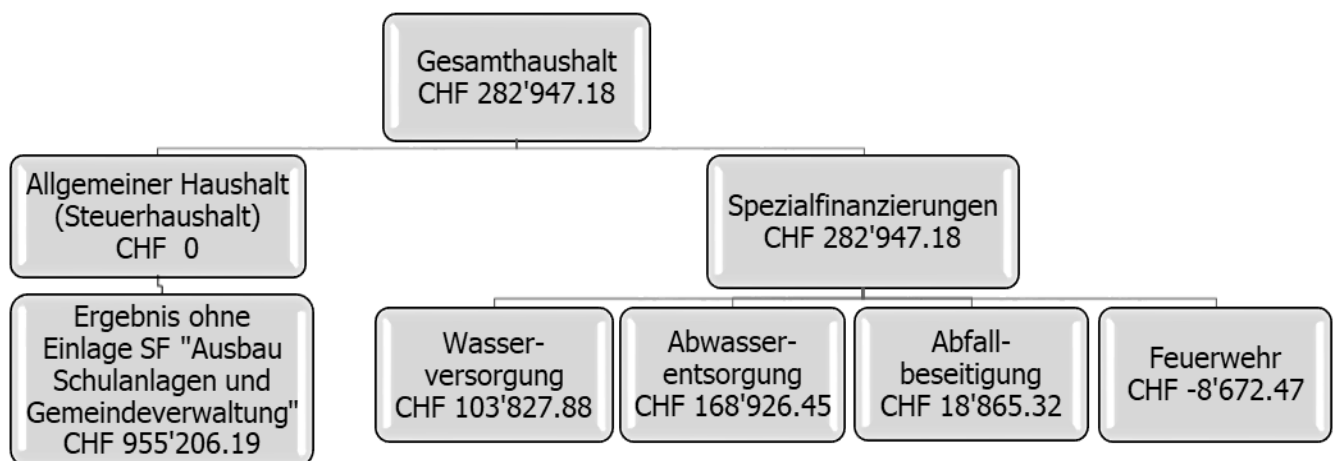 Gesamthaushalt
CHF 282'947.18
Allgemeiner Haushalt
(Steuerhaushalt)
CHF  0
Spezialfinanzierungen
CHF 282'947.18
Ergebnis ohne
Einlage SF "Ausbau
Schulanlagen und
Gemeindeverwaltung"
CHF 955'206.19
Wasser-
versorgung
CHF 103'827.88
Abwasser-
entsorgung
CHF 168'926.45
Abfall-
beseitigung
CHF 18'865.32
Feuerwehr
CHF -8'672.47